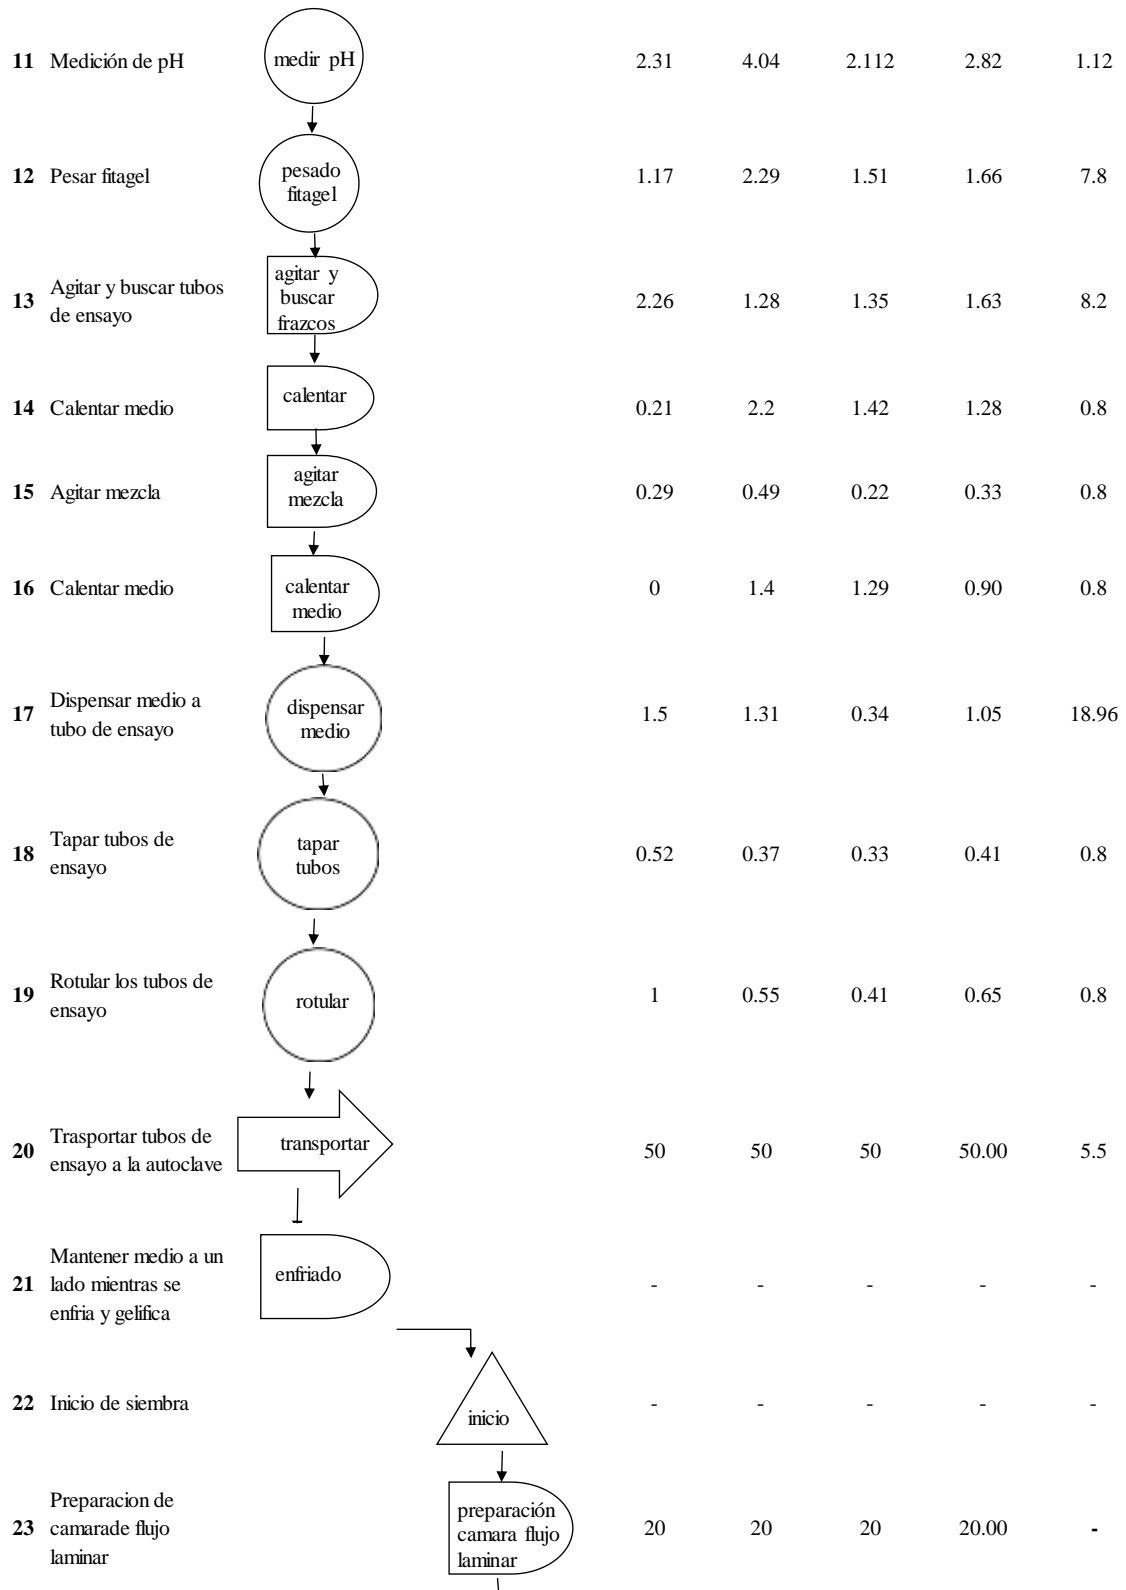 11 Medición de pH medir pH 2.31 4.04 2.112 2.82 1.12
12 Pesar fitagel pesado fitagel 1.17 2.29 1.51 1.66 7.8
Agitar y buscar tubos
de ensayo
13 agitar y
buscar
frazcos
2.26 1.28 1.35 1.63 8.2
14 Calentar medio calentar 0.21 2.2 1.42 1.28 0.8
15 Agitar mezcla agitar
mezcla
0.29 0.49 0.22 0.33 0.8
16 Calentar medio calentar
medio
0 1.4 1.29 0.90 0.8
17 Dispensar medio a
tubo de ensayo
dispensar
medio
1.5 1.31 0.34 1.05 18.96
18 Tapar tubos de
ensayo
tapar
tubos
0.52 0.37 0.33 0.41 0.8
19 Rotular los tubos de
ensayo
rotular
1 0.55 0.41 0.65 0.8
20 Trasportar tubos de
ensayo a la autoclave
transportar
50 50 50 50.00 5.5
21 Mantener medio a un
lado mientras se
enfria y gelifica
enfriado
- - - - -
22 Inicio de siembra inicio - - - - -
23 Preparacion de
camarade flujo
laminar
preparación
camara flujo
laminar
20 20 20 20.00 -